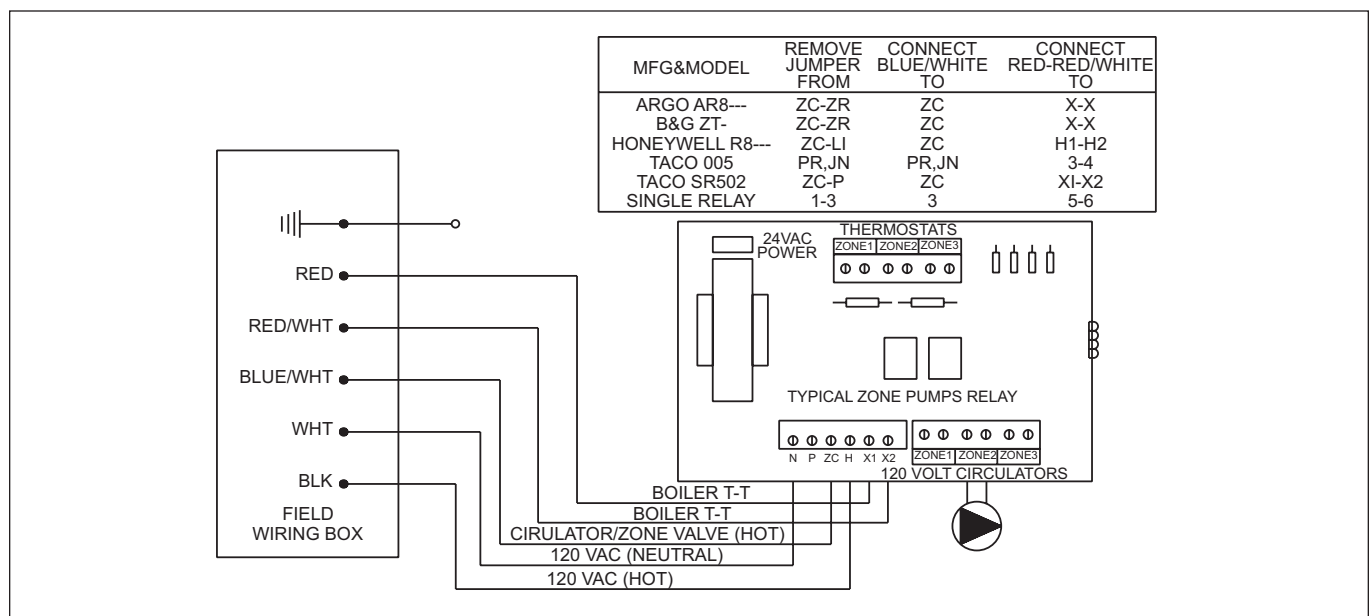 MFG&MODEL REMOVE JUMPER FROM CONNECT BLUE/WHITE TO CONNECT RED-RED/WHITE TO
ARGO AR8--- ZC-ZR ZC X-X
B&G ZT- ZC-ZR ZC X-X
HONEYWELL R8--- ZC-LI ZC H1-H2
TACO 005 PR,JN PR,JN 3-4
TACO SR502 ZC-P ZC XI-X2
SINGLE RELAY 1-3 3 5-6
24VAC
POWER
THERMOSTATS
ZONE1 ZONE2 ZONE3
TYPICAL ZONE PUMPS RELAY
N P ZC H X1 X2
ZONE1 ZONE2 ZONE3
120 VOLT CIRCULATORS
RED
RED/WHT
BLUE/WHT
WHT
BLK
FIELD
WIRING BOX
BOILER T-T
BOILER T-T
CIRULATOR/ZONE VALVE (HOT)
120 VAC (NEUTRAL)
120 VAC (HOT)